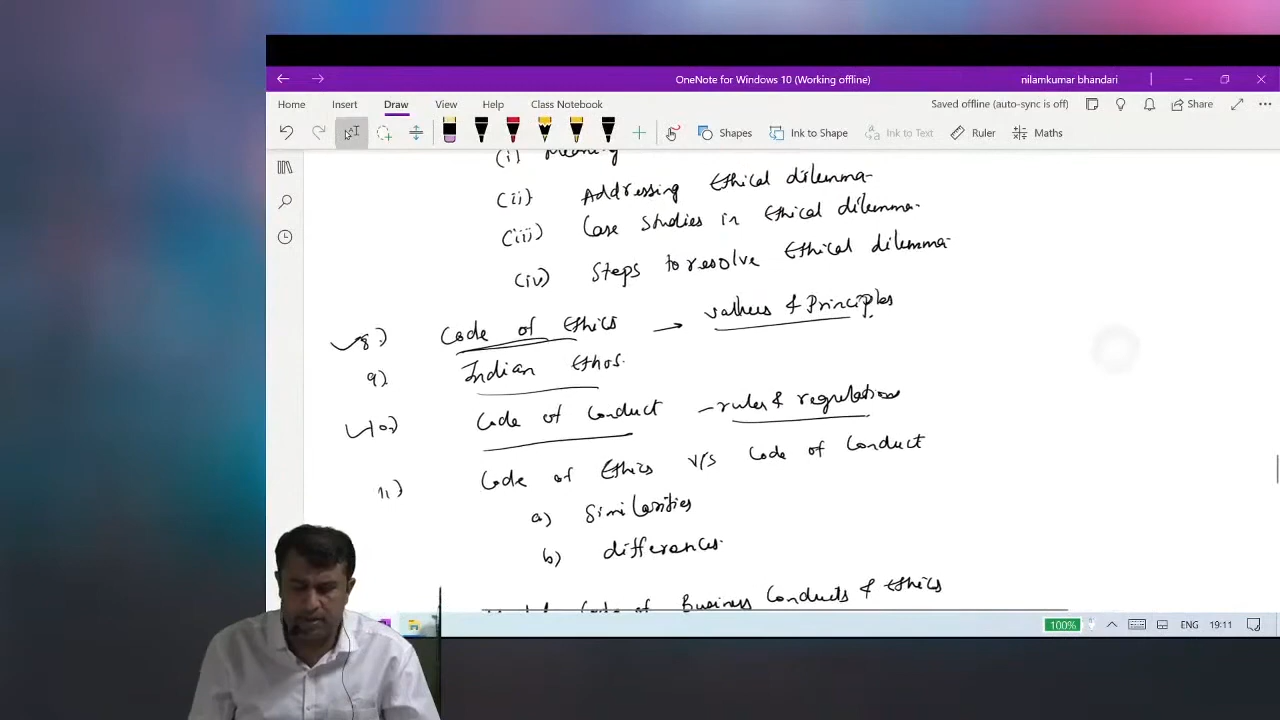 OneNote for Windows 10 (Working offline) nilamkumar bhandari
Home Insert Draw View Help Class Notebook Saved offline (auto-sync is off) Share
Shapes Ink to Shape Ink to Text Ruler Maths
(i) Meaning
(ii) Addressing Ethical dilemma
(iii) Case Studies in Ethical dilemma.
(iv) Steps to resolve Ethical dilemma
8.) Code of Ethics → Values & Principles
9) Indian Ethos.
10.) Code of Conduct - rules & regulations
11.) Code of Ethics v/s Code of Conduct
a) Similarities
b) differences.
Code of Business Conducts & Ethics
100% ENG 19:11